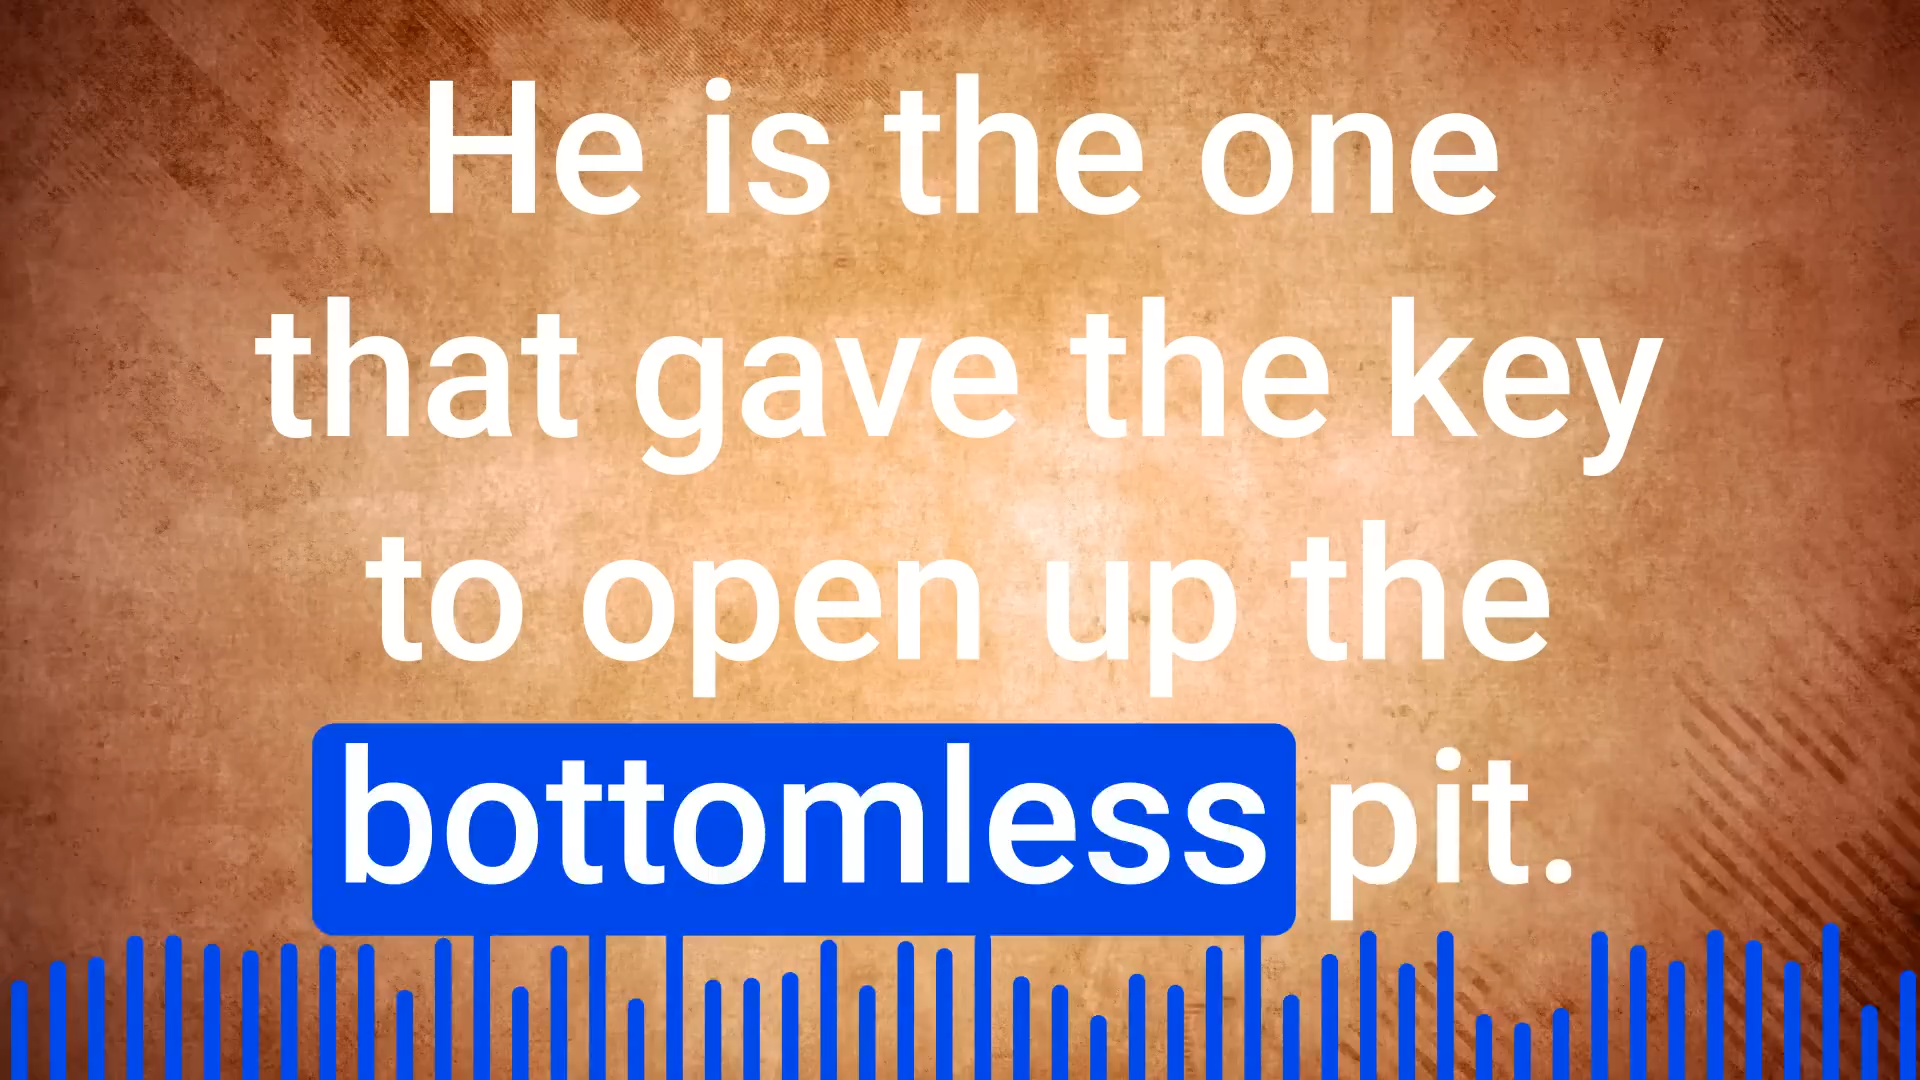 He is the one
that gave the key
to open up the
bottomless pit.